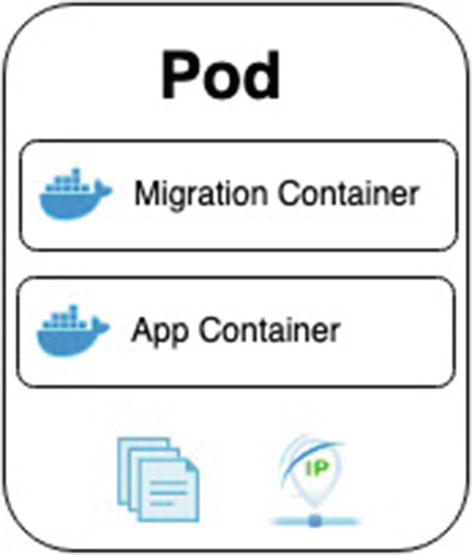 Pod
Migration Container
App Container
IP